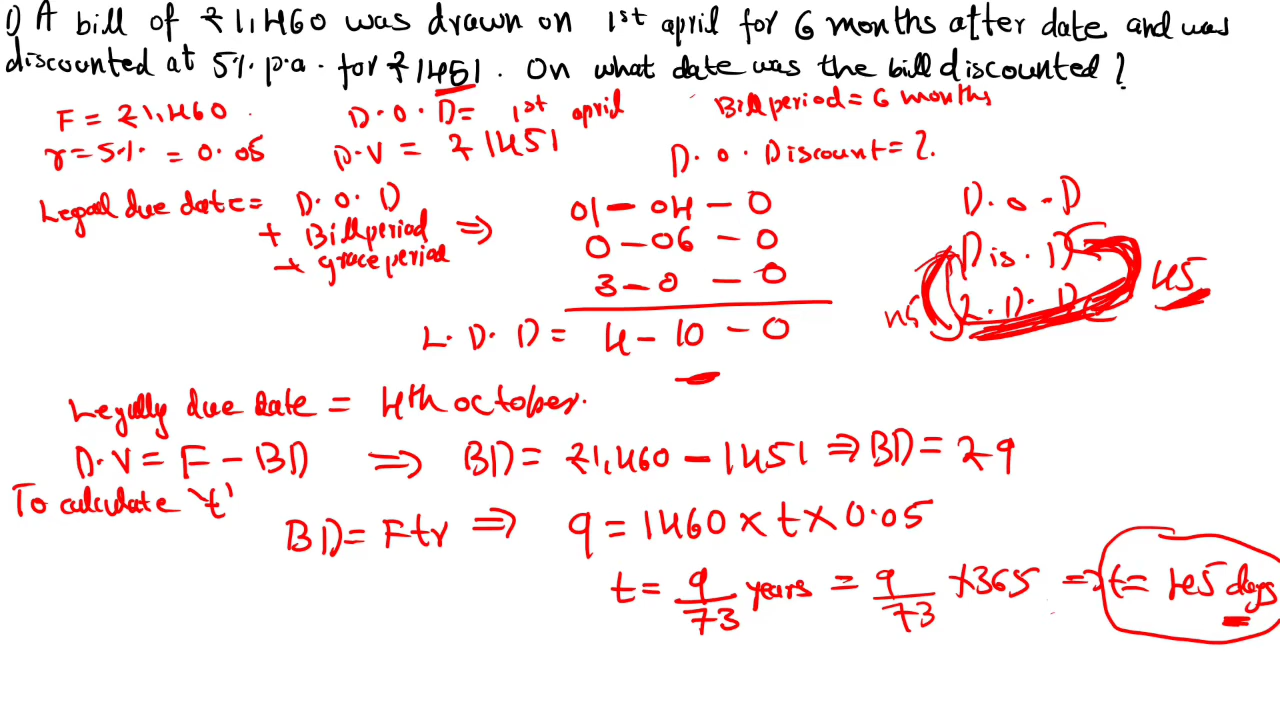 1) A bill of ₹1,460 was drawn on 1st april for 6 months after date and was
discounted at 5% p.a. for ₹1451. On what date was the bill discounted?
F = ₹1,460 D.O.D = 1st april Bill period = 6 months
r = 5% = 0.05 D.V = ₹1451 D.O. Discount = ?
Legal due date = D.O.D
+ Bill period ⇒
+ grace period
01 - 04 - 0
0 - 06 - 0
3 - 0 - 0
L.D.D = 4 - 10 - 0
D.O.D
Dis. D
L.D.D
45
45
Legally due date = 4th october.
D.V = F - BD ⇒ BD = ₹1,460 - 1451 ⇒ BD = ₹9
To calculate 't'
BD = Ftr ⇒ 9 = 1460 × t × 0.05
t = 9/73 years = 9/73 × 365 ⇒ t = 45 days